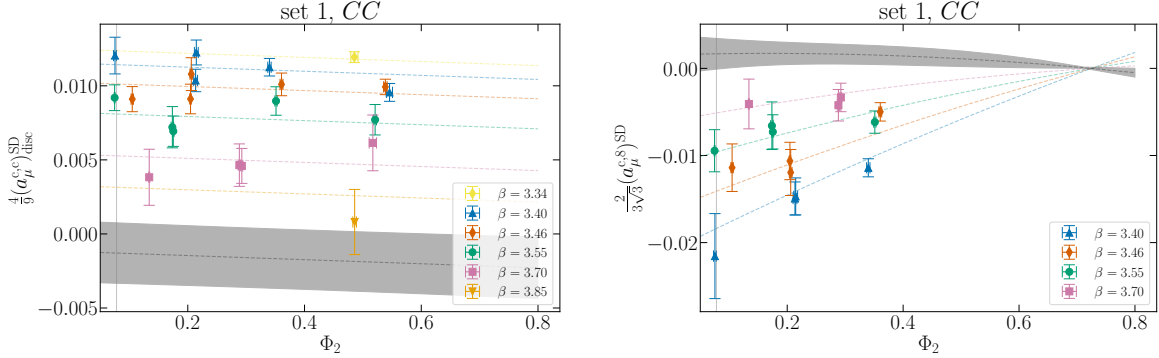 set 1, CC
4/9 (a_μ^{c,c})_{disc}^{SD}
0.010
0.005
0.000
−0.005
0.2
0.4
0.6
0.8
Φ₂
β = 3.34
β = 3.40
β = 3.46
β = 3.55
β = 3.70
β = 3.85
set 1, CC
2/(3√3) (a_μ^{c,8})^{SD}
0.00
−0.01
−0.02
0.2
0.4
0.6
0.8
Φ₂
β = 3.40
β = 3.46
β = 3.55
β = 3.70